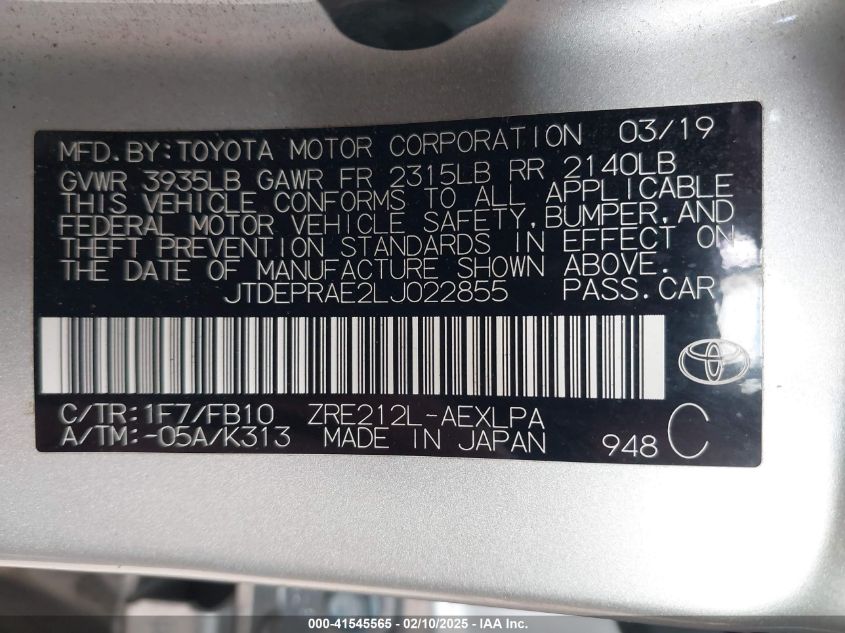 MFD.BY:TOYOTA MOTOR CORPORATION 03/19
GVWR 3935LB GAWR FR 2315LB RR 2140LB
THIS VEHICLE CONFORMS TO ALL APPLICABLE
FEDERAL MOTOR VEHICLE SAFETY,BUMPER,AND
THEFT PREVENTION STANDARDS IN EFFECT ON
THE DATE OF MANUFACTURE SHOWN ABOVE.
JTDEPRAE2LJ022855 PASS.CAR
C/TR:1F7/FB10 ZRE212L-AEXLPA
A/TM:-05A/K313 MADE IN JAPAN 948 C
000-41545565 - 02/10/2025 - IAA Inc.